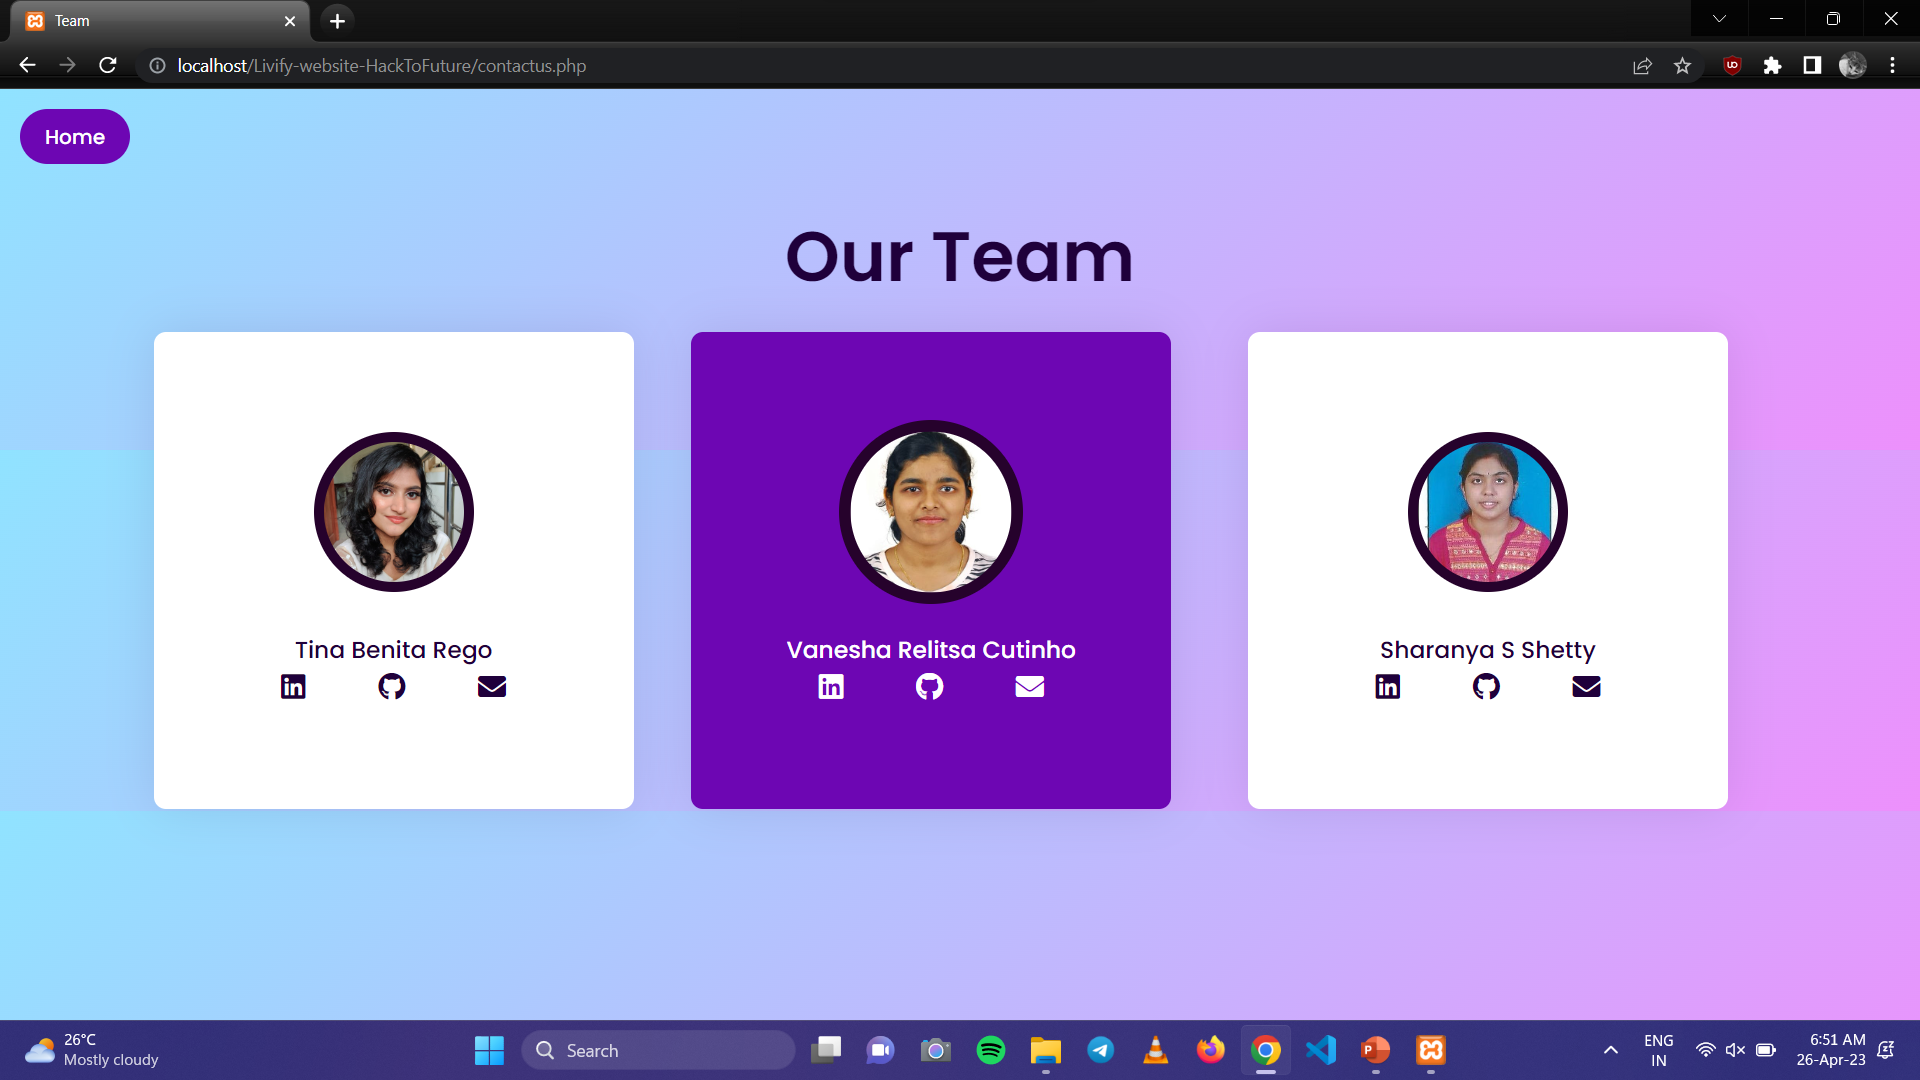 Team
localhost/Livify-website-HackToFuture/contactus.php
Home
Our Team
Tina Benita Rego
Vanesha Relitsa Cutinho
Sharanya S Shetty
26°C
Mostly cloudy
Search
ENG
IN
6:51 AM
26-Apr-23